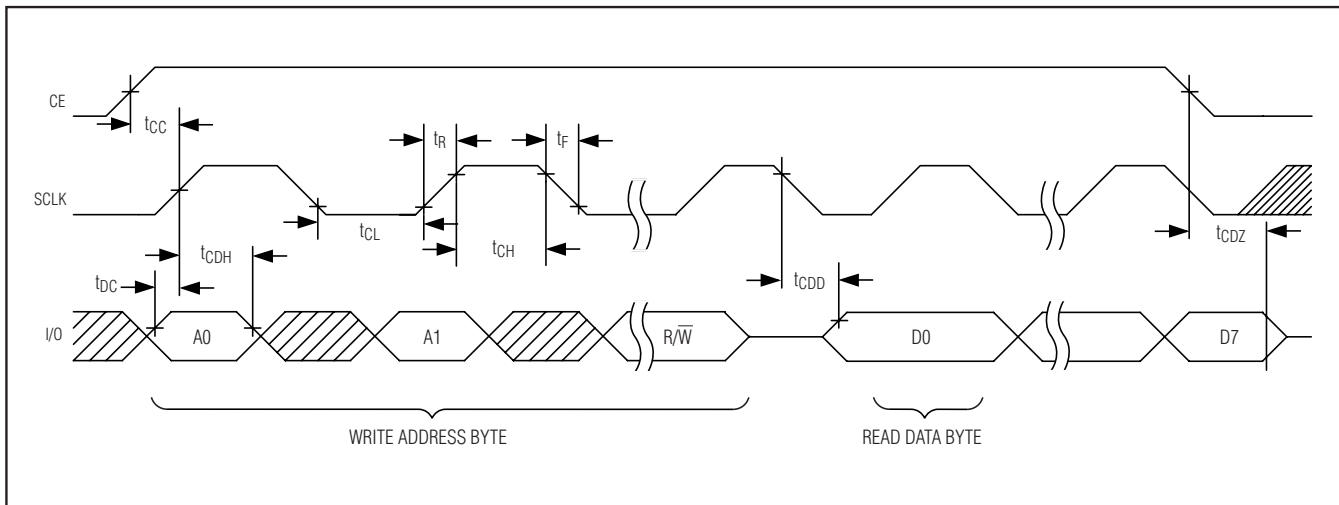 CE
tCC
tR
tF
SCLK
tCL
tCDH
tCH
tCDZ
tDC
tCDD
I/O
A0
A1
R/W̅
D0
D7
WRITE ADDRESS BYTE
READ DATA BYTE